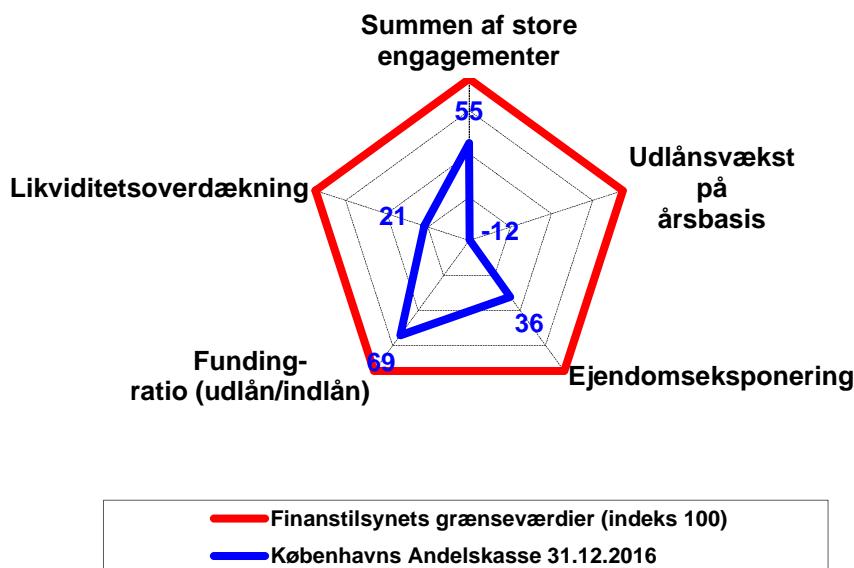 Summen af store
engagementer
55
Udlånsvækst
på
årsbasis
Likviditetsoverdækning
21
-12
36
Funding-
ratio (udlån/indlån)
69
Ejendomseksponering
Finanstilsynets grænseværdier (indeks 100)
Københavns Andelskasse 31.12.2016